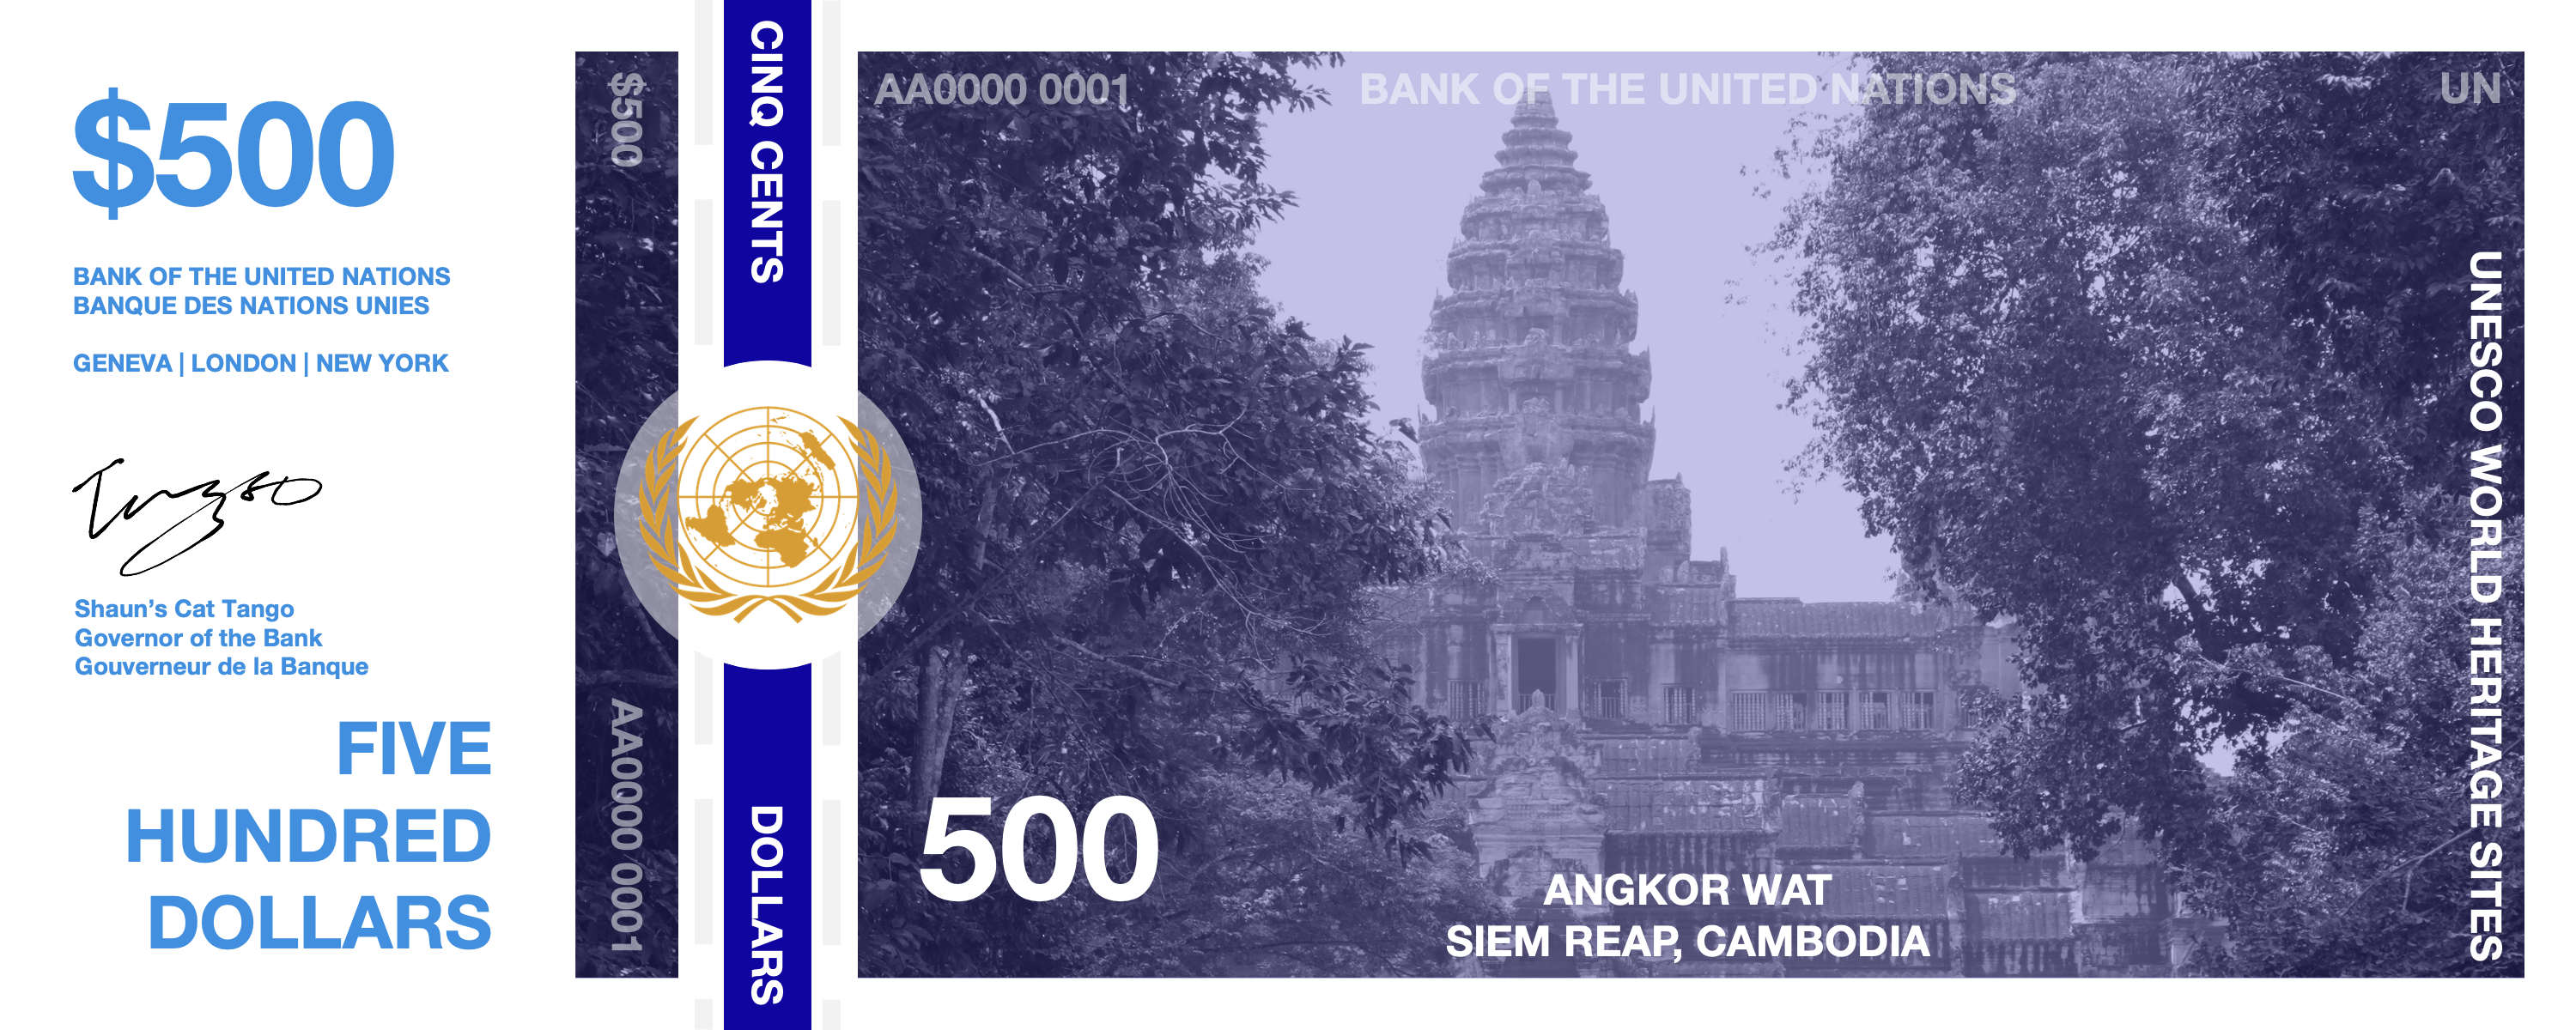 $500
BANK OF THE UNITED NATIONS
BANQUE DES NATIONS UNIES
GENEVA | LONDON | NEW YORK
Shaun’s Cat Tango
Governor of the Bank
Gouverneur de la Banque
FIVE
HUNDRED
DOLLARS
$500
AA0000 0001
CINQ CENTS
DOLLARS
AA0000 0001
BANK OF THE UNITED NATIONS
UN
500
ANGKOR WAT
SIEM REAP, CAMBODIA
UNESCO WORLD HERITAGE SITES